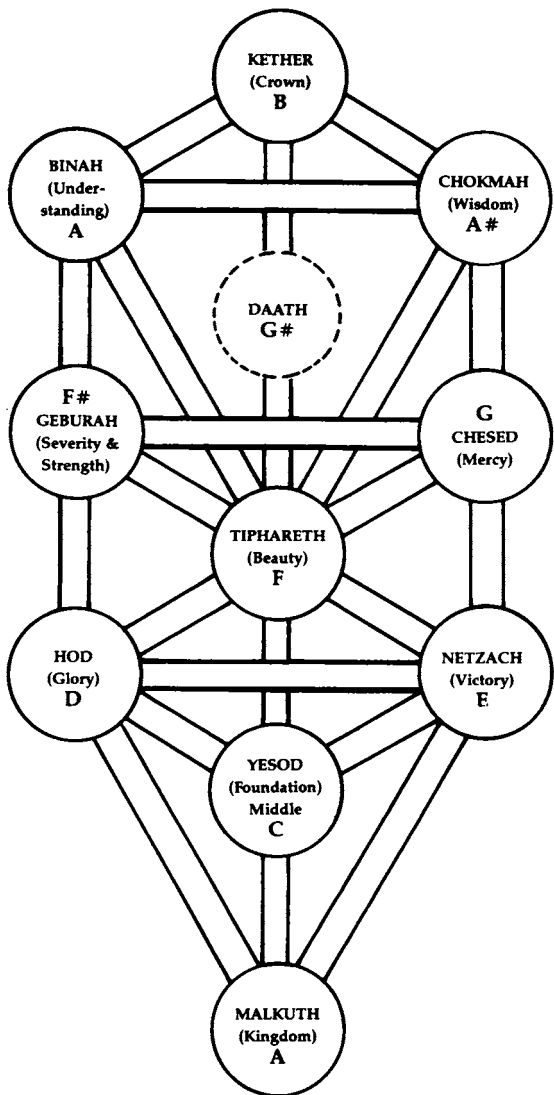 KETHER
(Crown)
B
BINAH
(Under-
standing)
A
CHOKMAH
(Wisdom)
A #
DAATH
G #
F #
GEBURAH
(Severity &
Strength)
G
CHESED
(Mercy)
TIPHARETH
(Beauty)
F
HOD
(Glory)
D
NETZACH
(Victory)
E
YESOD
(Foundation)
Middle
C
MALKUTH
(Kingdom)
A